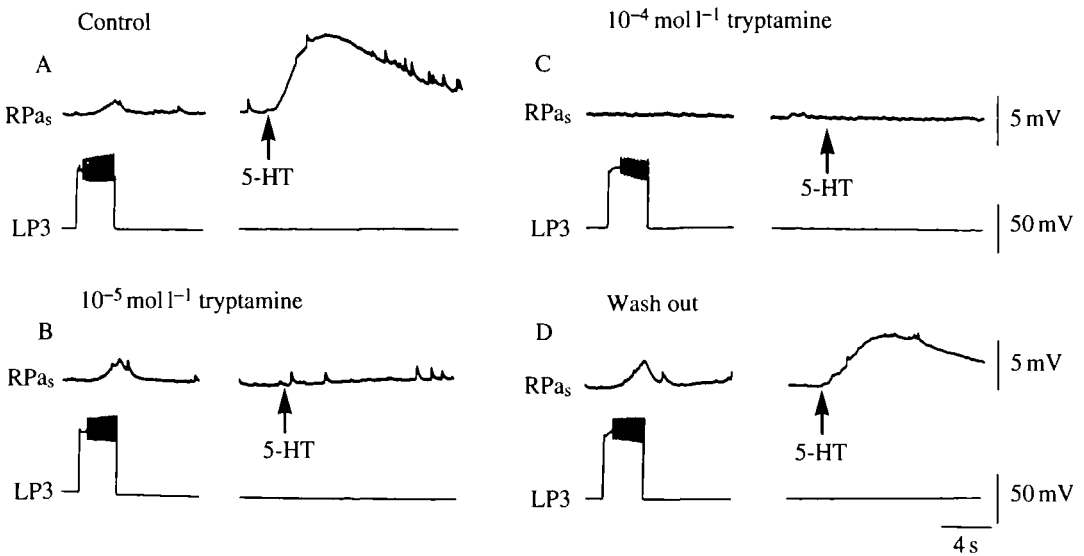 Control
A
RPas
5-HT
LP3
10−4 mol l−1 tryptamine
C
RPas
5 mV
5-HT
LP3
50 mV
10−5 mol l−1 tryptamine
B
RPas
5-HT
LP3
Wash out
D
RPas
5 mV
5-HT
LP3
50 mV
4 s